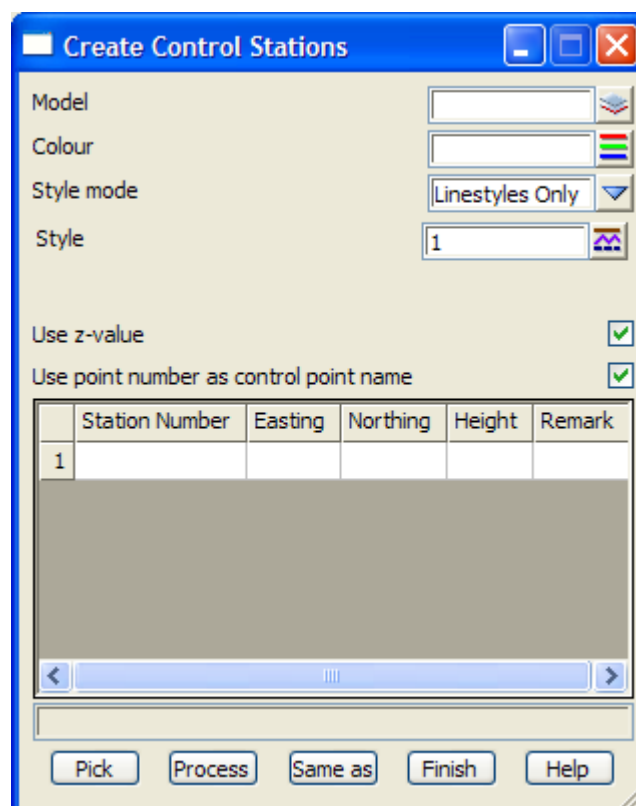 Create Control Stations
Model
Colour
Style mode Linestyles Only
Style 1
Use z-value
Use point number as control point name
Station Number Easting Northing Height Remark
1
Pick Process Same as Finish Help